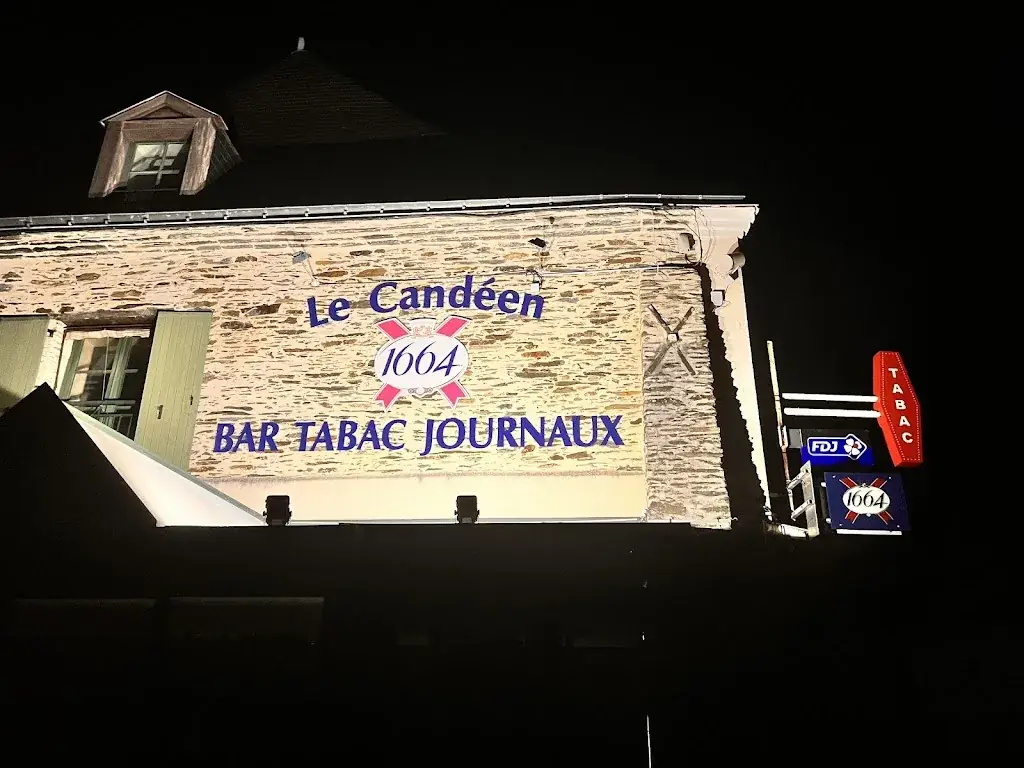 Le Candéen
1664
BAR TABAC JOURNAUX
TABAC
FDJ
1664